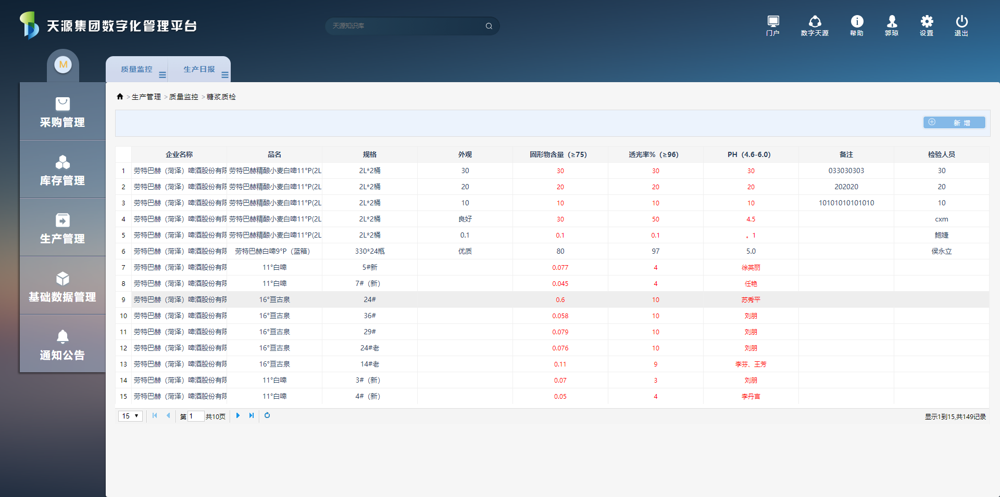 天源集团数字化管理平台
天源知识库
门户 数字天源 帮助 郭琼 设置 退出
M
质量监控 生产日报
采购管理
库存管理
生产管理
基础数据管理
通知公告
>生产管理 >质量监控 >糖浆质检
新 增
企业名称 品名 规格 外观 固形物含量（≥75） 透光率%（≥96） PH（4.6-6.0） 备注 检验人员
1 劳特巴赫（菏泽）啤酒股份有限 劳特巴赫精酿小麦白啤11°P(2L 2L*2桶 30 30 30 30 033030303 30
2 劳特巴赫（菏泽）啤酒股份有限 劳特巴赫精酿小麦白啤11°P(2L 2L*2桶 20 20 20 20 202020 20
3 劳特巴赫（菏泽）啤酒股份有限 劳特巴赫精酿小麦白啤11°P(2L 2L*2桶 10 10 10 10 10101010101010 10
4 劳特巴赫（菏泽）啤酒股份有限 劳特巴赫精酿小麦白啤11°P(2L 2L*2桶 良好 30 50 4.5 cxm
5 劳特巴赫（菏泽）啤酒股份有限 劳特巴赫精酿小麦白啤11°P(2L 2L*2桶 0.1 0.1 0.1 。1 鲍婕
6 劳特巴赫（菏泽）啤酒股份有限 劳特巴赫白啤9°P（蓝箱） 330*24瓶 优质 80 97 5.0 侯永立
7 劳特巴赫（菏泽）啤酒股份有限 11°白啤 5#新 0.077 4 徐英丽
8 劳特巴赫（菏泽）啤酒股份有限 11°白啤 7#（新） 0.045 4 任艳
9 劳特巴赫（菏泽）啤酒股份有限 16°亘古泉 24# 0.6 10 苏秀平
10 劳特巴赫（菏泽）啤酒股份有限 16°亘古泉 36# 0.058 10 刘朋
11 劳特巴赫（菏泽）啤酒股份有限 16°亘古泉 29# 0.079 10 刘朋
12 劳特巴赫（菏泽）啤酒股份有限 16°亘古泉 24#老 0.076 10 刘朋
13 劳特巴赫（菏泽）啤酒股份有限 16°亘古泉 14#老 0.11 9 李芬、王芳
14 劳特巴赫（菏泽）啤酒股份有限 11°白啤 3#（新） 0.07 3 刘朋
15 劳特巴赫（菏泽）啤酒股份有限 11°白啤 4#（新） 0.05 4 李丹言
15 第 1 共10页 显示1到15,共149记录